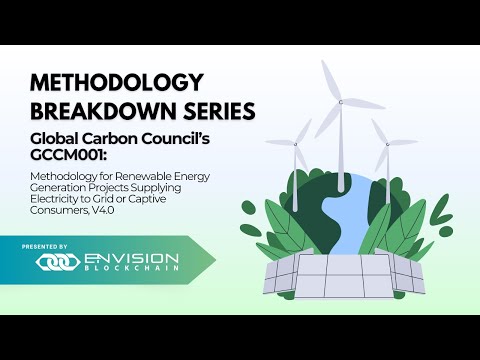 METHODOLOGY
BREAKDOWN SERIES
Global Carbon Council's
GCCM001:
Methodology for Renewable Energy
Generation Projects Supplying
Electricity to Grid or Captive
Consumers, V4.0
PRESENTED BY
ENVISION
BLOCKCHAIN